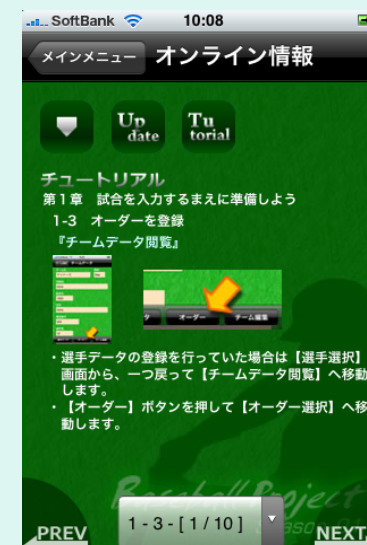 SoftBank 10:08
メインメニュー オンライン情報
Up
date
Tu
torial
チュートリアル
第1章 試合を入力するまえに準備しよう
1-3 オーダーを登録
『チームデータ閲覧』
オーダー チーム編集
・選手データの登録を行っていた場合は【選手選択】
画面から、一つ戻って【チームデータ閲覧】へ移動
します。
・【オーダー】ボタンを押して【オーダー選択】へ移
動します。
Baseball Project
PREV
1 - 3 - [ 1 / 10 ]
NEXT